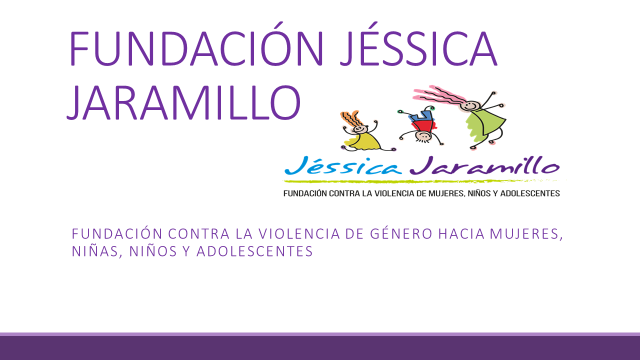 FUNDACIÓN JÉSSICA
JARAMILLO
Jéssica Jaramillo
FUNDACIÓN CONTRA LA VIOLENCIA DE MUJERES, NIÑOS Y ADOLESCENTES
FUNDACIÓN CONTRA LA VIOLENCIA DE GÉNERO HACIA MUJERES,
NIÑAS, NIÑOS Y ADOLESCENTES